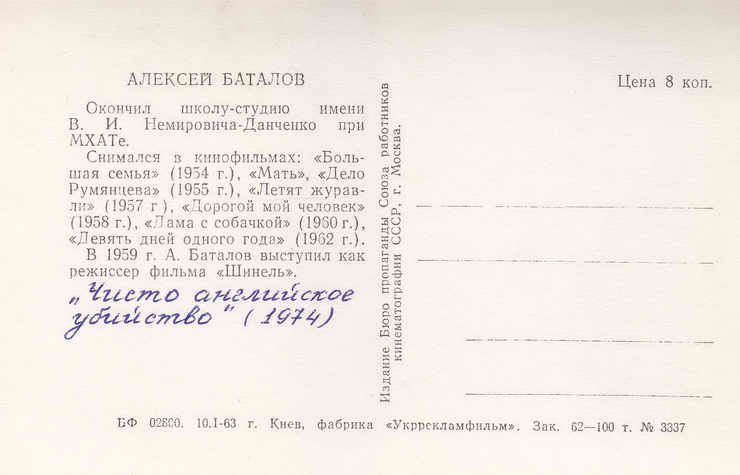 АЛЕКСЕЙ БАТАЛОВ
Окончил школу-студию имени
В. И. Немировича-Данченко при
МХАТе.
Снимался в кинофильмах: «Боль-
шая семья» (1954 г.), «Мать», «Дело
Румянцева» (1955 г.), «Летят журав-
ли» (1957 г ), «Дорогой мой человек»
(1958 г.), «Дама с собачкой» (1960 г.),
«Девять дней одного года» (1962 г.).
В 1959 г. А. Баталов выступил как
режиссер фильма «Шинель».
„Чисто английское
убийство" (1974)
Издание Бюро пропаганды Союза работников
кинематографии СССР, г. Москва.
Цена 8 коп.
БФ 02800. 10.I-63 г. Киев, фабрика «Укррекламфильм». Зак. 62—100 т. № 3337